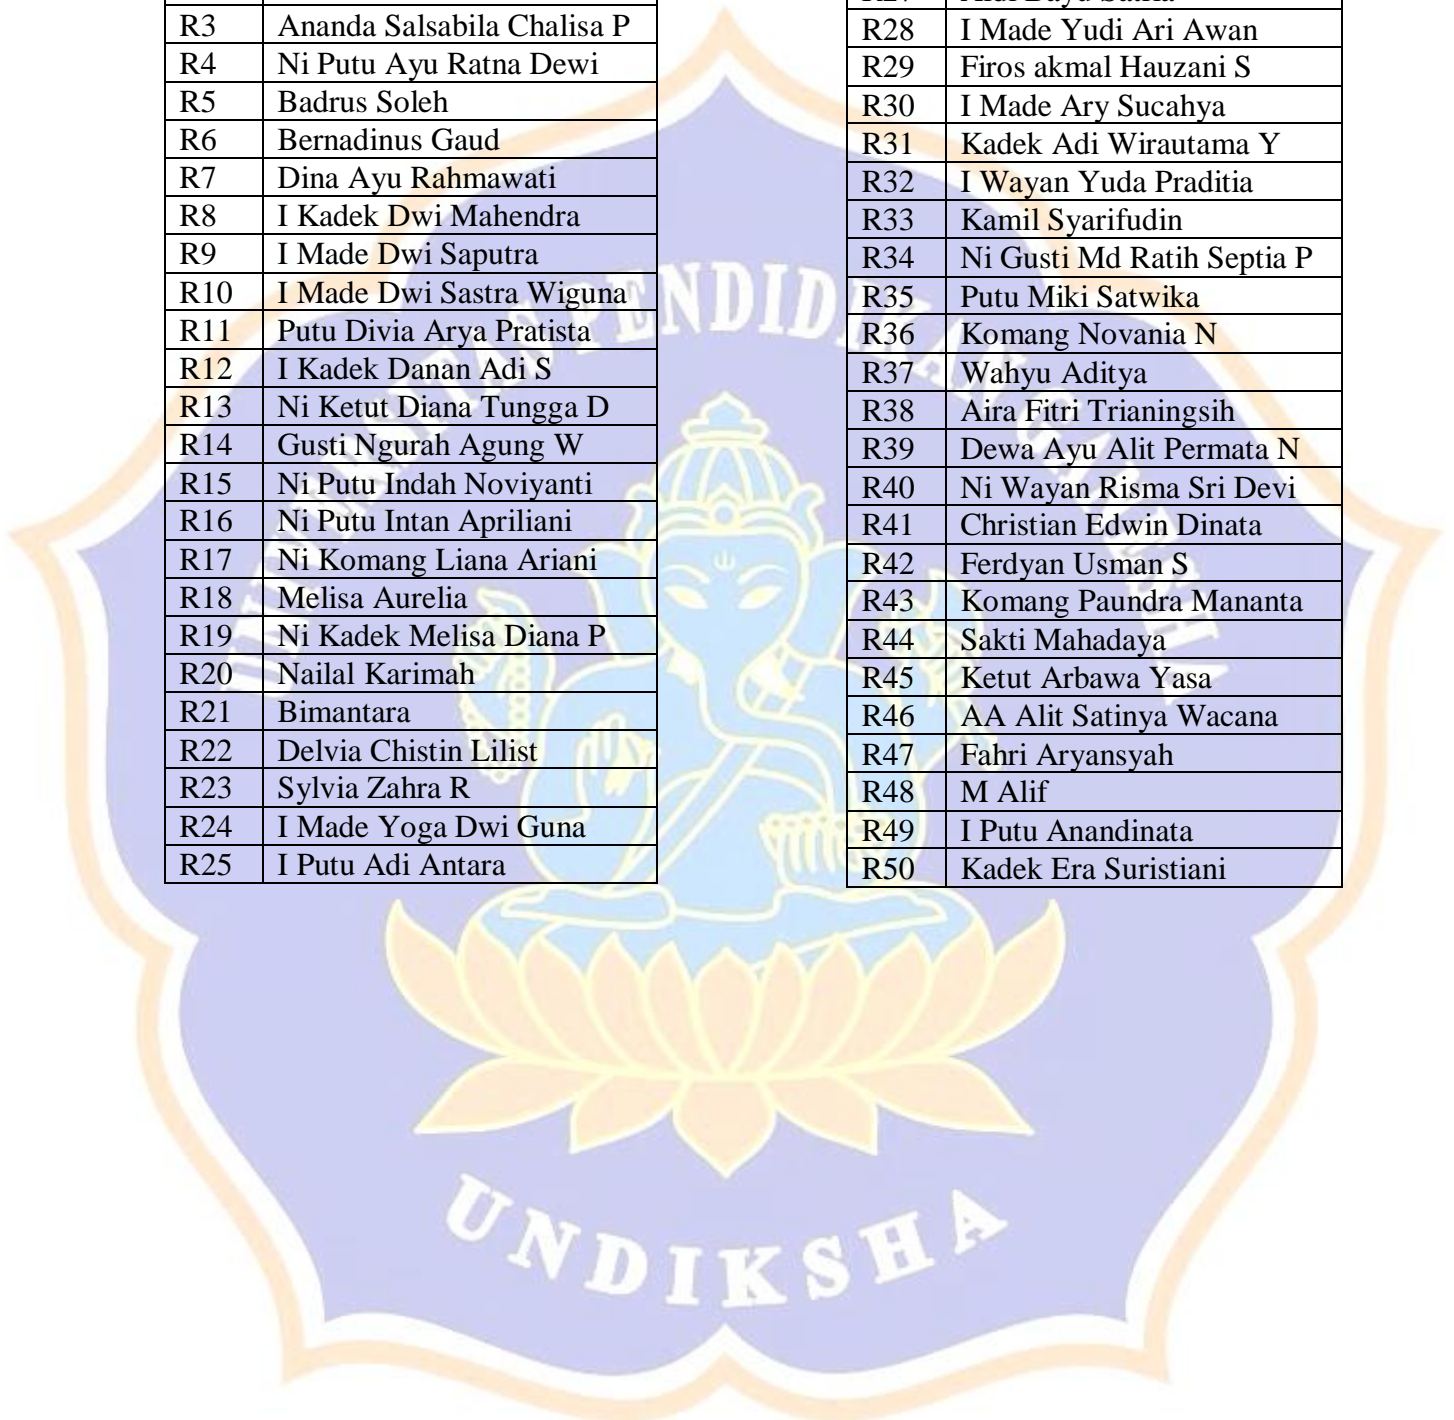 R3 Ananda Salsabila Chalisa P
R4 Ni Putu Ayu Ratna Dewi
R5 Badrus Soleh
R6 Bernadinus Gaud
R7 Dina Ayu Rahmawati
R8 I Kadek Dwi Mahendra
R9 I Made Dwi Saputra
R10 I Made Dwi Sastra Wiguna
R11 Putu Divia Arya Pratista
R12 I Kadek Danan Adi S
R13 Ni Ketut Diana Tungga D
R14 Gusti Ngurah Agung W
R15 Ni Putu Indah Noviyanti
R16 Ni Putu Intan Apriliani
R17 Ni Komang Liana Ariani
R18 Melisa Aurelia
R19 Ni Kadek Melisa Diana P
R20 Nailal Karimah
R21 Bimantara
R22 Delvia Chistin Lilist
R23 Sylvia Zahra R
R24 I Made Yoga Dwi Guna
R25 I Putu Adi Antara
R28 I Made Yudi Ari Awan
R29 Firos akmal Hauzani S
R30 I Made Ary Sucahya
R31 Kadek Adi Wirautama Y
R32 I Wayan Yuda Praditia
R33 Kamil Syarifudin
R34 Ni Gusti Md Ratih Septia P
R35 Putu Miki Satwika
R36 Komang Novania N
R37 Wahyu Aditya
R38 Aira Fitri Trianingsih
R39 Dewa Ayu Alit Permata N
R40 Ni Wayan Risma Sri Devi
R41 Christian Edwin Dinata
R42 Ferdyan Usman S
R43 Komang Paundra Mananta
R44 Sakti Mahadaya
R45 Ketut Arbawa Yasa
R46 AA Alit Satinya Wacana
R47 Fahri Aryansyah
R48 M Alif
R49 I Putu Anandinata
R50 Kadek Era Suristiani
UNIVERSITAS PENDIDIKAN GANESHA
UNDIKSHA